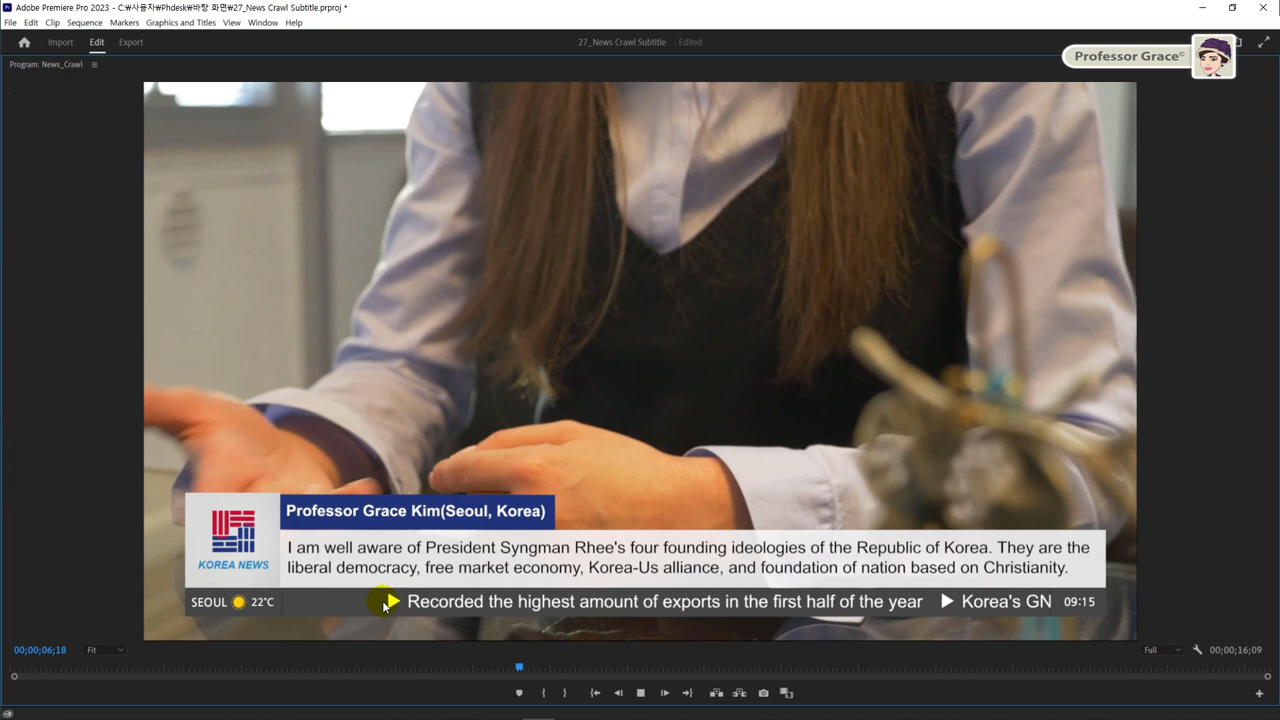 Adobe Premiere Pro 2023 - C:₩사용자₩Phdesk₩바탕 화면₩27_News Crawl Subtitle.prproj *
File Edit Clip Sequence Markers Graphics and Titles View Window Help
Import Edit Export
27_News Crawl Subtitle - Edited
Professor Grace©
Program: News_Crawl
Professor Grace Kim(Seoul, Korea)
I am well aware of President Syngman Rhee's four founding ideologies of the Republic of Korea. They are the
liberal democracy, free market economy, Korea-Us alliance, and foundation of nation based on Christianity.
KOREA NEWS
SEOUL 22°C
Recorded the highest amount of exports in the first half of the year ▶ Korea's GN
09:15
00;00;06;18
Fit
Full
00;00;16;09